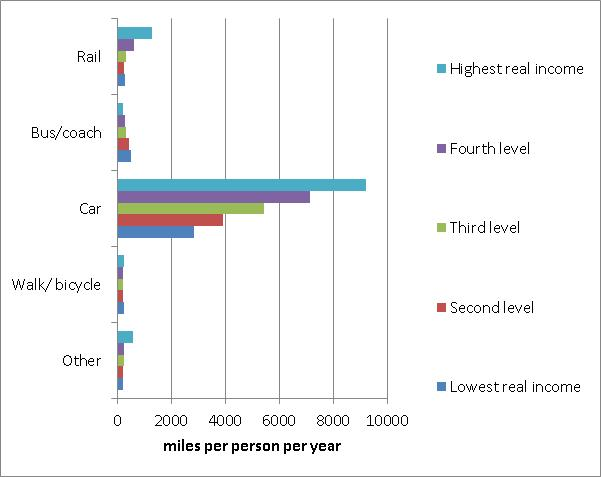 Rail
Bus/coach
Car
Walk/ bicycle
Other
0 2000 4000 6000 8000 10000
miles per person per year
Highest real income
Fourth level
Third level
Second level
Lowest real income